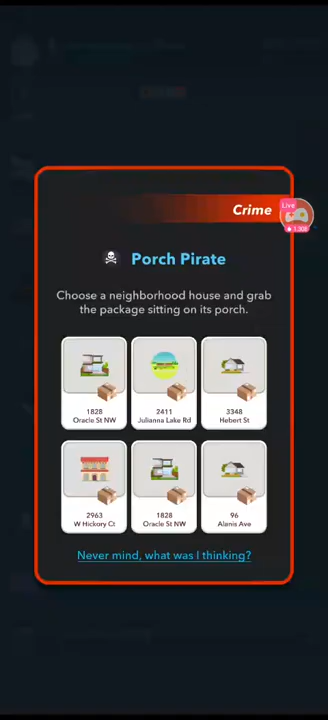 Crime
Live
Porch Pirate
Choose a neighborhood house and grab
the package sitting on its porch.
1828
Oracle St NW
2411
Julianna Lake Rd
3348
Hebert St
2963
W Hickory Ct
1828
Oracle St NW
96
Alanis Ave
Never mind, what was I thinking?